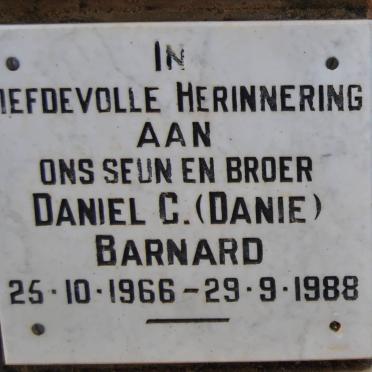 IN
IEFDEVOLLE HERINNERING
AAN
ONS SEUN EN BROER
DANIEL C. (DANIE)
BARNARD
25·10·1966–29·9·1988